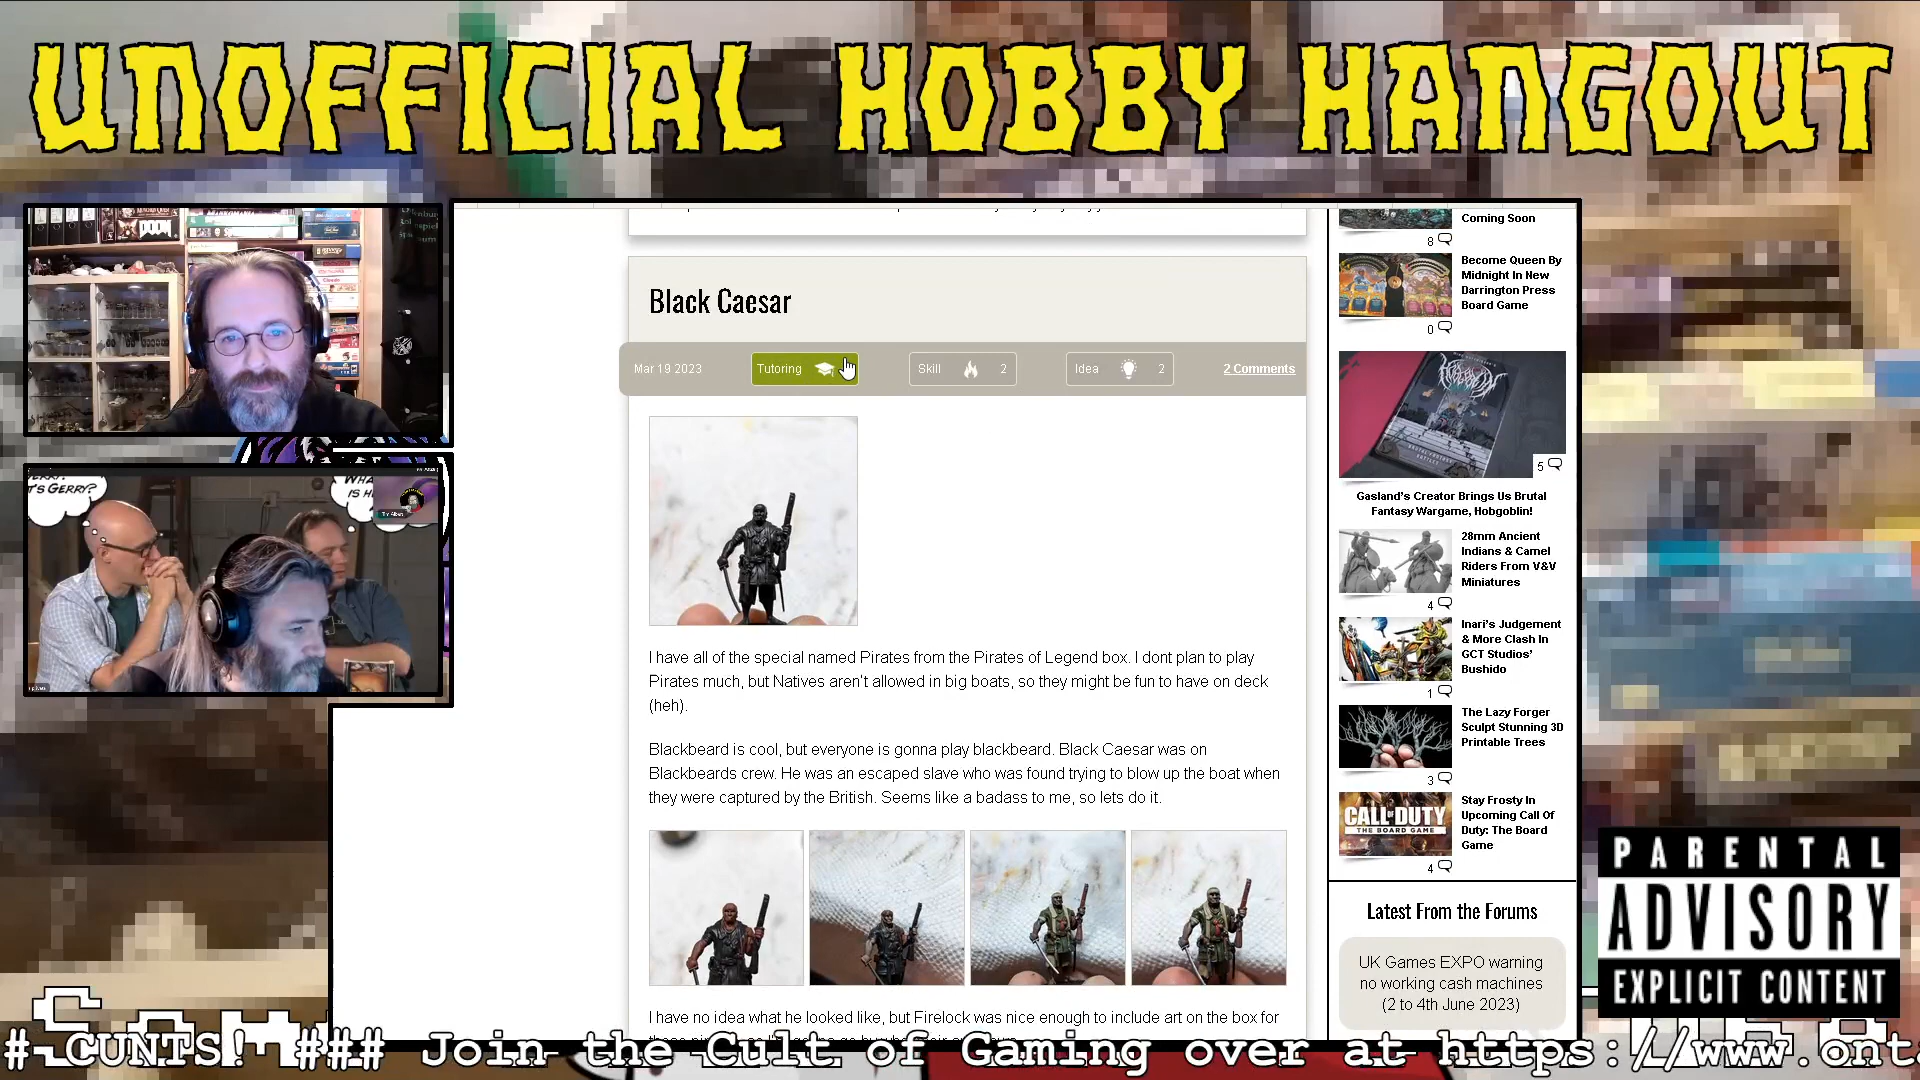 UNOFFICIAL HOBBY HANGOUT
DOOM
T'S GERRY?
WHA
IS H
Tim Albers
Black Caesar
Mar 19 2023
Tutoring
Skill 2
Idea 2
2 Comments
I have all of the special named Pirates from the Pirates of Legend box. I dont plan to play
Pirates much, but Natives aren't allowed in big boats, so they might be fun to have on deck
(heh).
Blackbeard is cool, but everyone is gonna play blackbeard. Black Caesar was on
Blackbeards crew. He was an escaped slave who was found trying to blow up the boat when
they were captured by the British. Seems like a badass to me, so lets do it.
I have no idea what he looked like, but Firelock was nice enough to include art on the box for
Coming Soon
8
Become Queen By
Midnight In New
Darrington Press
Board Game
0
5
Gasland's Creator Brings Us Brutal
Fantasy Wargame, Hobgoblin!
28mm Ancient
Indians & Camel
Riders From V&V
Miniatures
4
Inari's Judgement
& More Clash In
GCT Studios'
Bushido
1
The Lazy Forger
Sculpt Stunning 3D
Printable Trees
3
CALL OF DUTY
THE BOARD GAME
Stay Frosty In
Upcoming Call Of
Duty: The Board
Game
4
Latest From the Forums
UK Games EXPO warning
no working cash machines
(2 to 4th June 2023)
PARENTAL
ADVISORY
EXPLICIT CONTENT
#- CUNTS! ### Join the Cult of Gaming over at https://www.ont